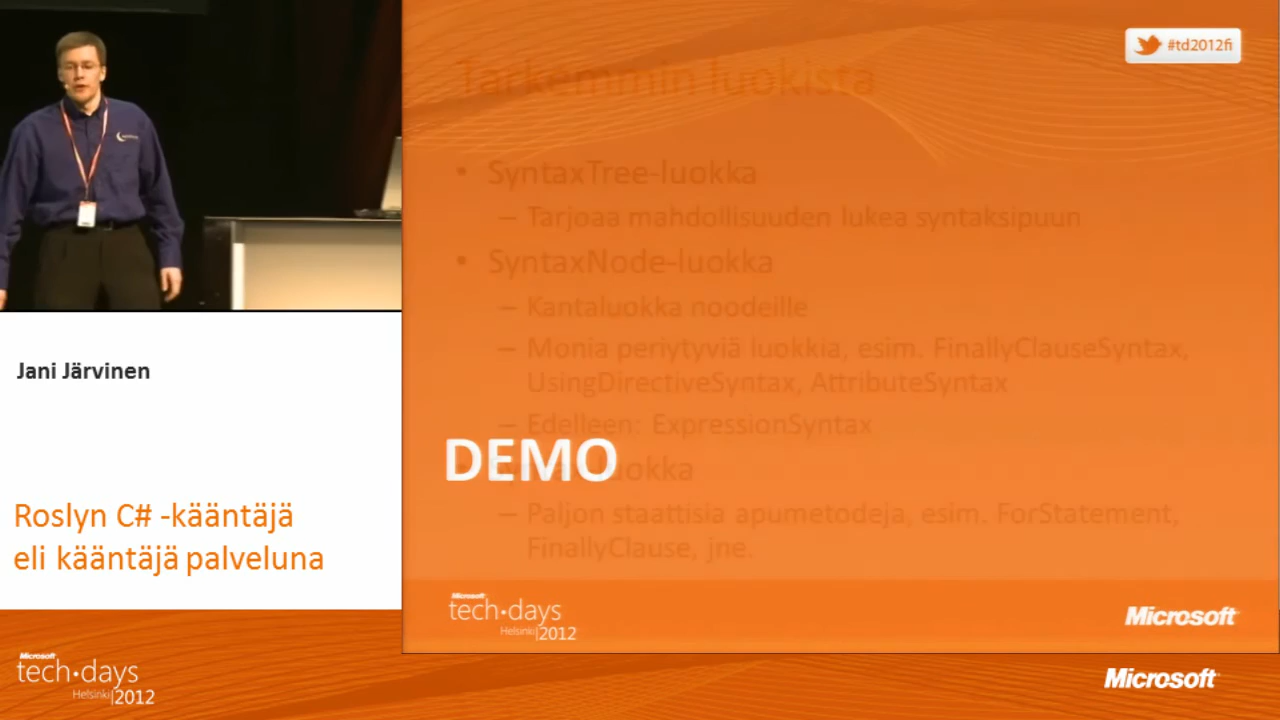 #td2012fi
Tarkemmin luokista
• SyntaxTree-luokka
– Tarjoaa mahdollisuuden lukea syntaksipuun
• SyntaxNode-luokka
– Kantaluokka noodeille
– Monia periytyviä luokkia, esim. FinallyClauseSyntax,
UsingDirectiveSyntax, AttributeSyntax
– Edelleen: ExpressionSyntax
DEMO
luokka
– Paljon staattisia apumetodeja, esim. ForStatement,
FinallyClause, jne.
Microsoft
tech·days
Helsinki|2012
Microsoft
Jani Järvinen
Roslyn C# -kääntäjä
eli kääntäjä palveluna
Microsoft
tech·days
Helsinki|2012
Microsoft